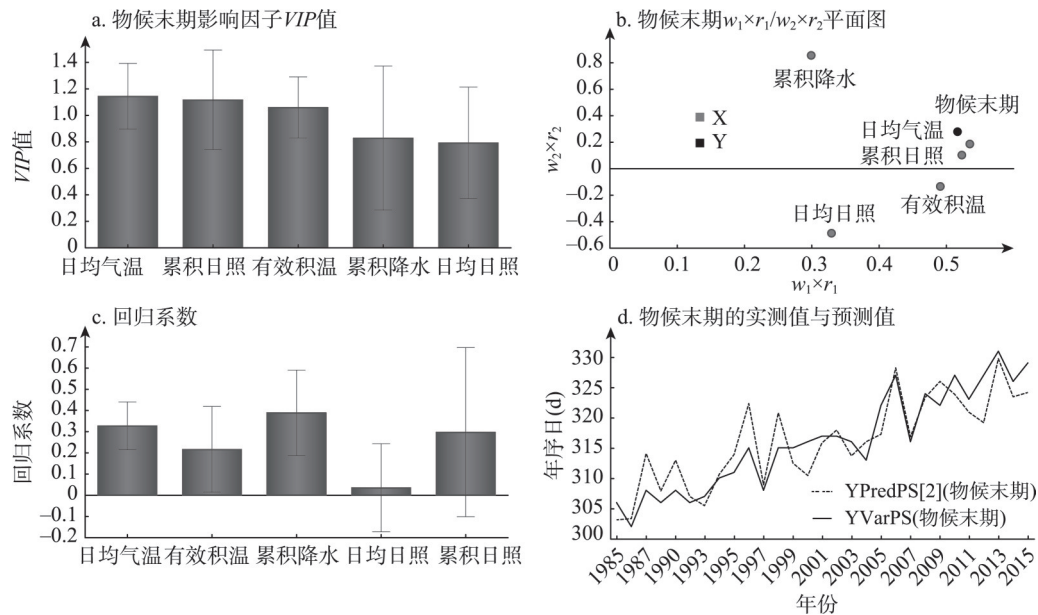 a. 物候末期影响因子VIP值
VIP值
1.4
1.2
1.0
0.8
0.6
0.4
0.2
0
日均气温 累积日照 有效积温 累积降水 日均日照
b. 物候末期w₁×r₁/w₂×r₂平面图
w₂×r₂
0.8
0.6
0.4
0.2
0
−0.2
−0.4
−0.6
累积降水
X
Y
物候末期
日均气温
累积日照
有效积温
日均日照
0 0.1 0.2 0.3 0.4 0.5
w₁×r₁
c. 回归系数
回归系数
0.7
0.6
0.5
0.4
0.3
0.2
0.1
0
−0.1
−0.2
日均气温 有效积温 累积降水 日均日照 累积日照
d. 物候末期的实测值与预测值
年序日(d)
330
325
320
315
310
305
300
YPredPS[2](物候末期)
YVarPS(物候末期)
1985 1987 1990 1993 1995 1997 1999 2001 2003 2005 2007 2009 2011 2013 2015
年份